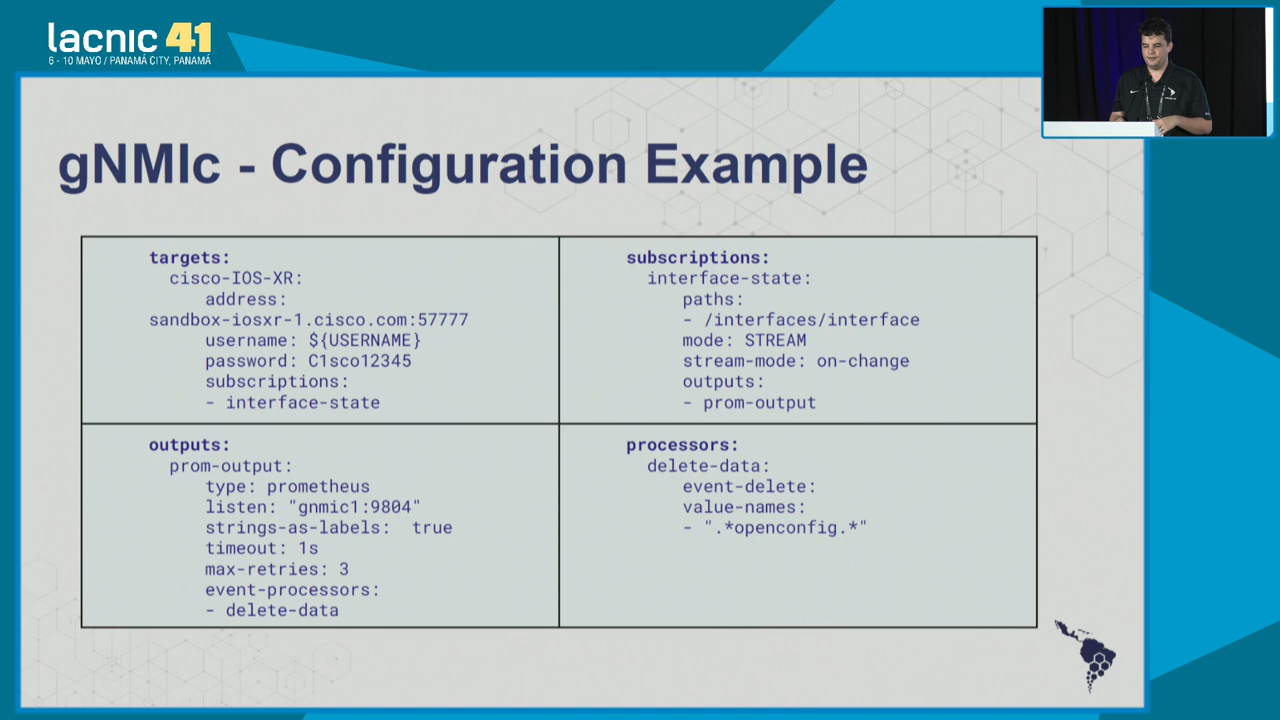 lacnic 41
6 - 10 MAYO / PANAMÁ CITY, PANAMÁ
gNMIc - Configuration Example
targets:
cisco-IOS-XR:
address:
sandbox-iosxr-1.cisco.com:57777
username: ${USERNAME}
password: C1sco12345
subscriptions:
- interface-state
subscriptions:
interface-state:
paths:
- /interfaces/interface
mode: STREAM
stream-mode: on-change
outputs:
- prom-output
outputs:
prom-output:
type: prometheus
listen: "gnmic1:9804"
strings-as-labels:  true
timeout: 1s
max-retries: 3
event-processors:
- delete-data
processors:
delete-data:
event-delete:
value-names:
- ".*openconfig.*"